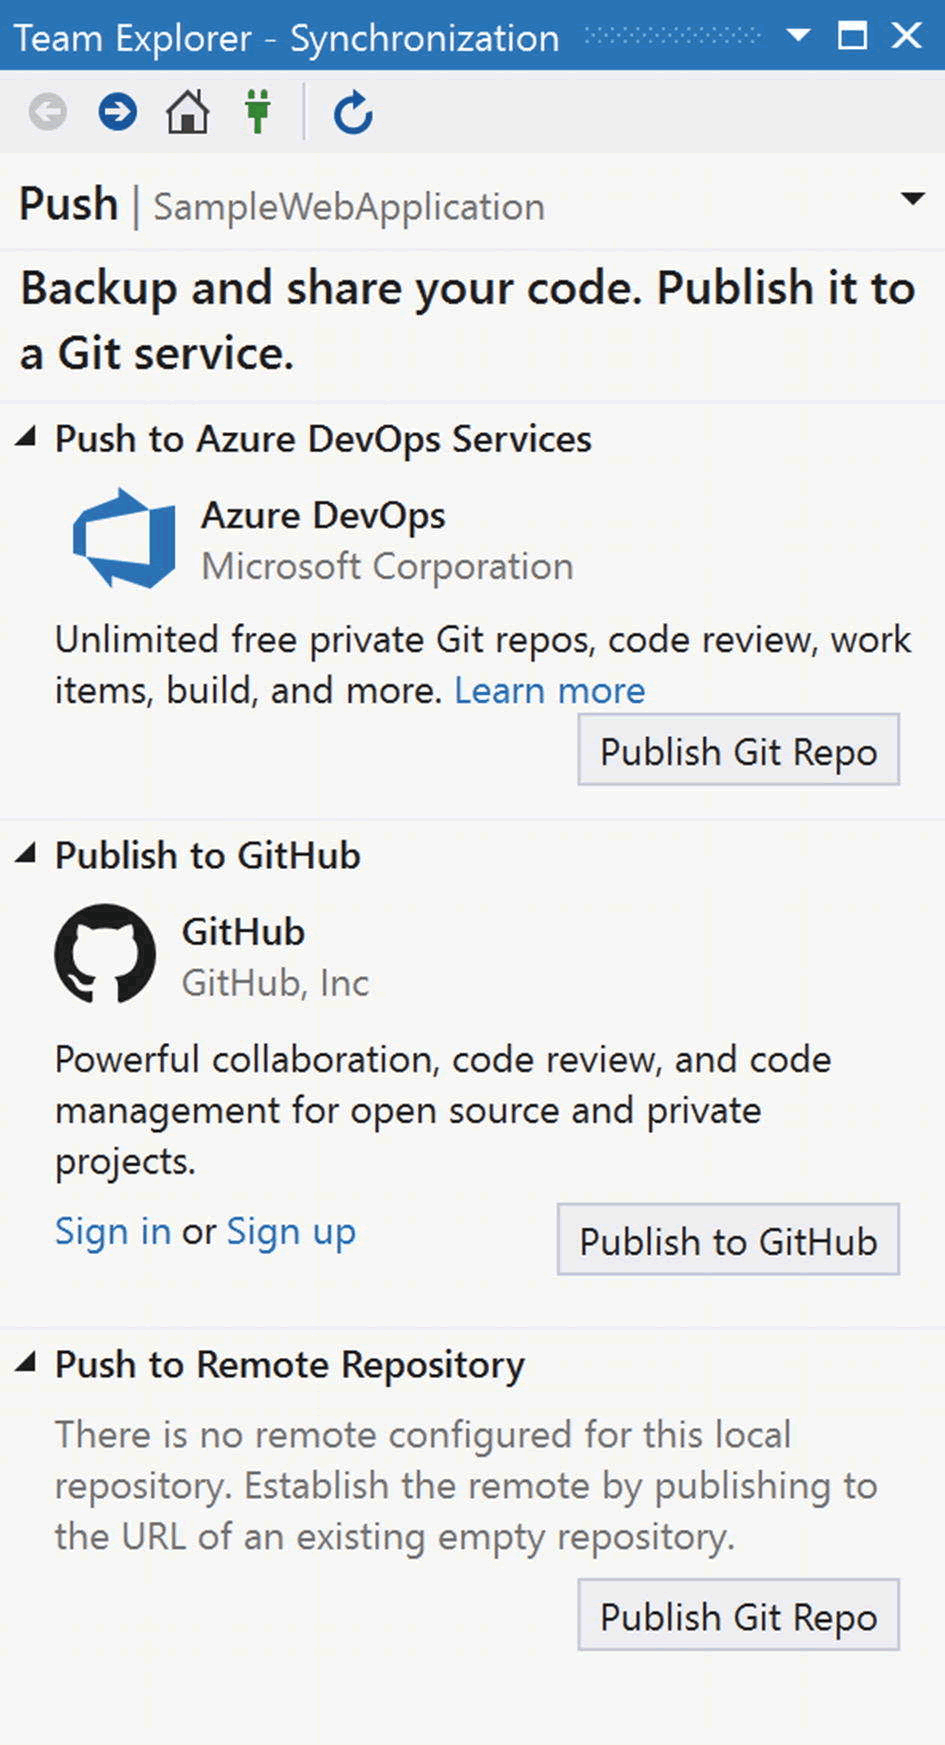 Team Explorer - Synchronization
Push | SampleWebApplication
Backup and share your code. Publish it to
a Git service.
Push to Azure DevOps Services
Azure DevOps
Microsoft Corporation
Unlimited free private Git repos, code review, work
items, build, and more. Learn more
Publish Git Repo
Publish to GitHub
GitHub
GitHub, Inc
Powerful collaboration, code review, and code
management for open source and private
projects.
Sign in or Sign up
Publish to GitHub
Push to Remote Repository
There is no remote configured for this local
repository. Establish the remote by publishing to
the URL of an existing empty repository.
Publish Git Repo